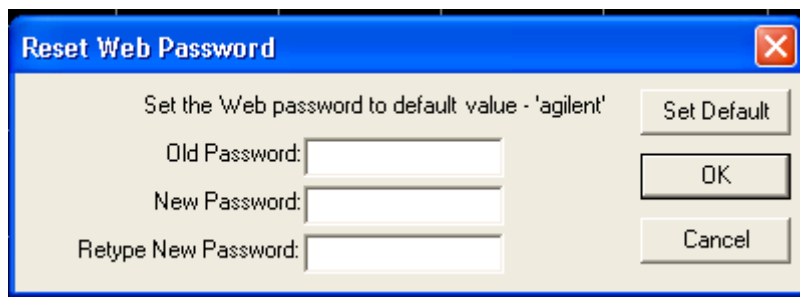 Reset Web Password
Set the Web password to default value - 'agilent'
Set Default
Old Password:
OK
New Password:
Retype New Password:
Cancel